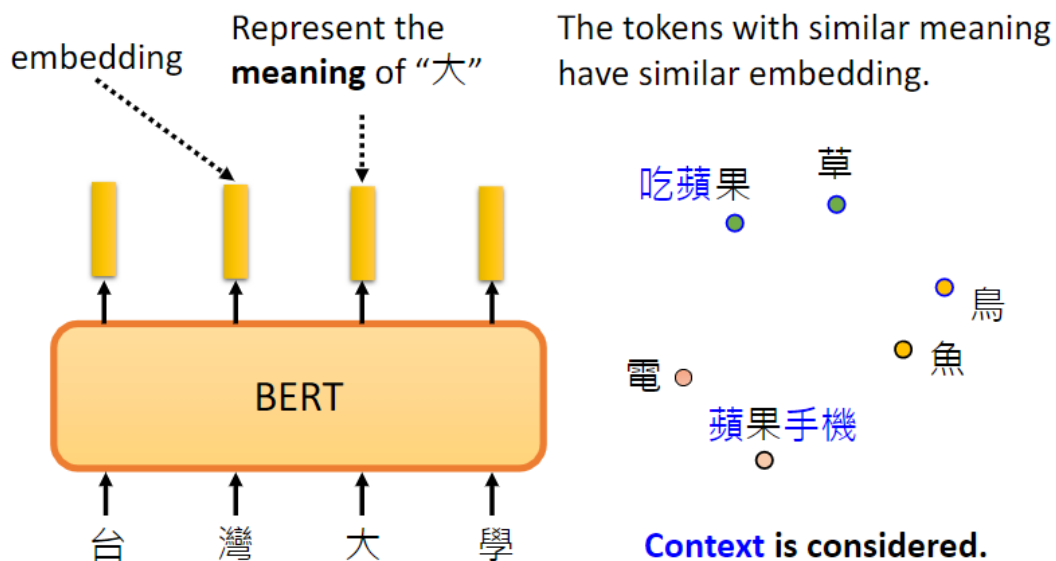 embedding
Represent the
meaning of “大”
BERT
台 灣 大 學
The tokens with similar meaning
have similar embedding.
吃蘋果
草
鳥
魚
電
蘋果手機
Context is considered.